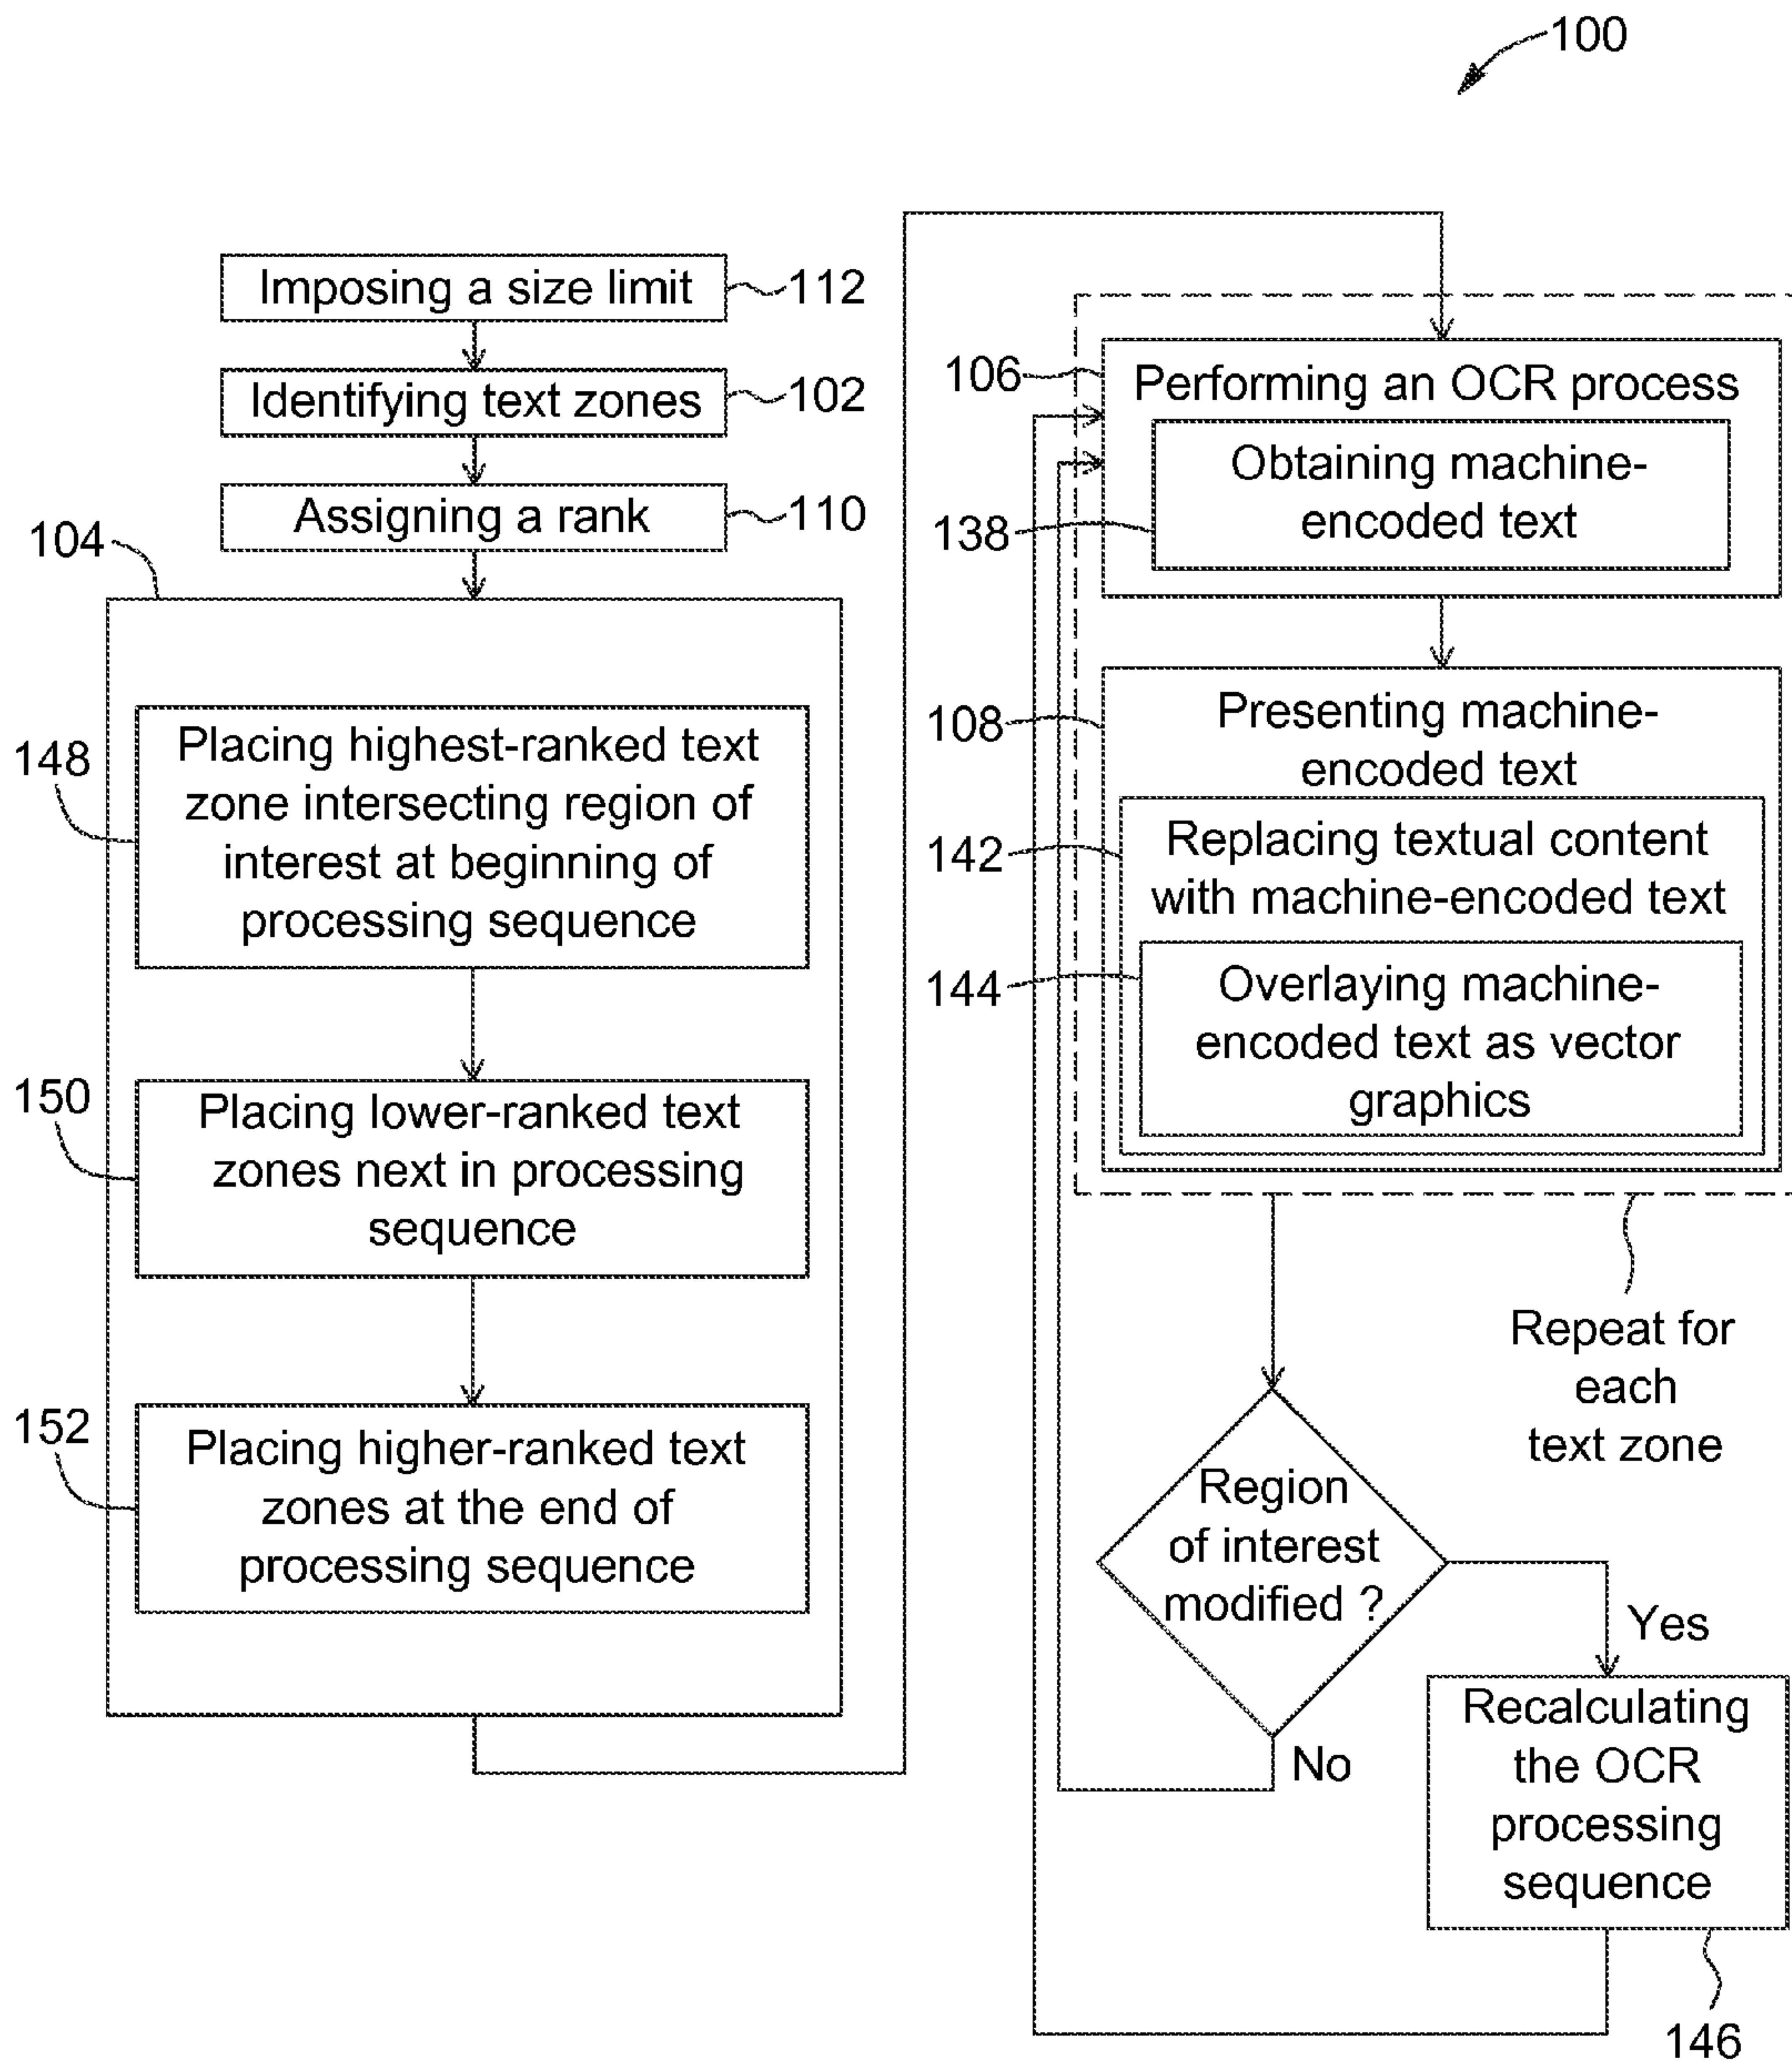 100
Imposing a size limit
112
Identifying text zones
102
Assigning a rank
110
104
148
Placing highest-ranked text
zone intersecting region of
interest at beginning of
processing sequence
150
Placing lower-ranked text
zones next in processing
sequence
152
Placing higher-ranked text
zones at the end of
processing sequence
106
Performing an OCR process
138
Obtaining machine-
encoded text
108
Presenting machine-
encoded text
142
Replacing textual content
with machine-encoded text
144
Overlaying machine-
encoded text as vector
graphics
Repeat for
each
text zone
Region
of interest
modified ?
Yes
No
Recalculating
the OCR
processing
sequence
146